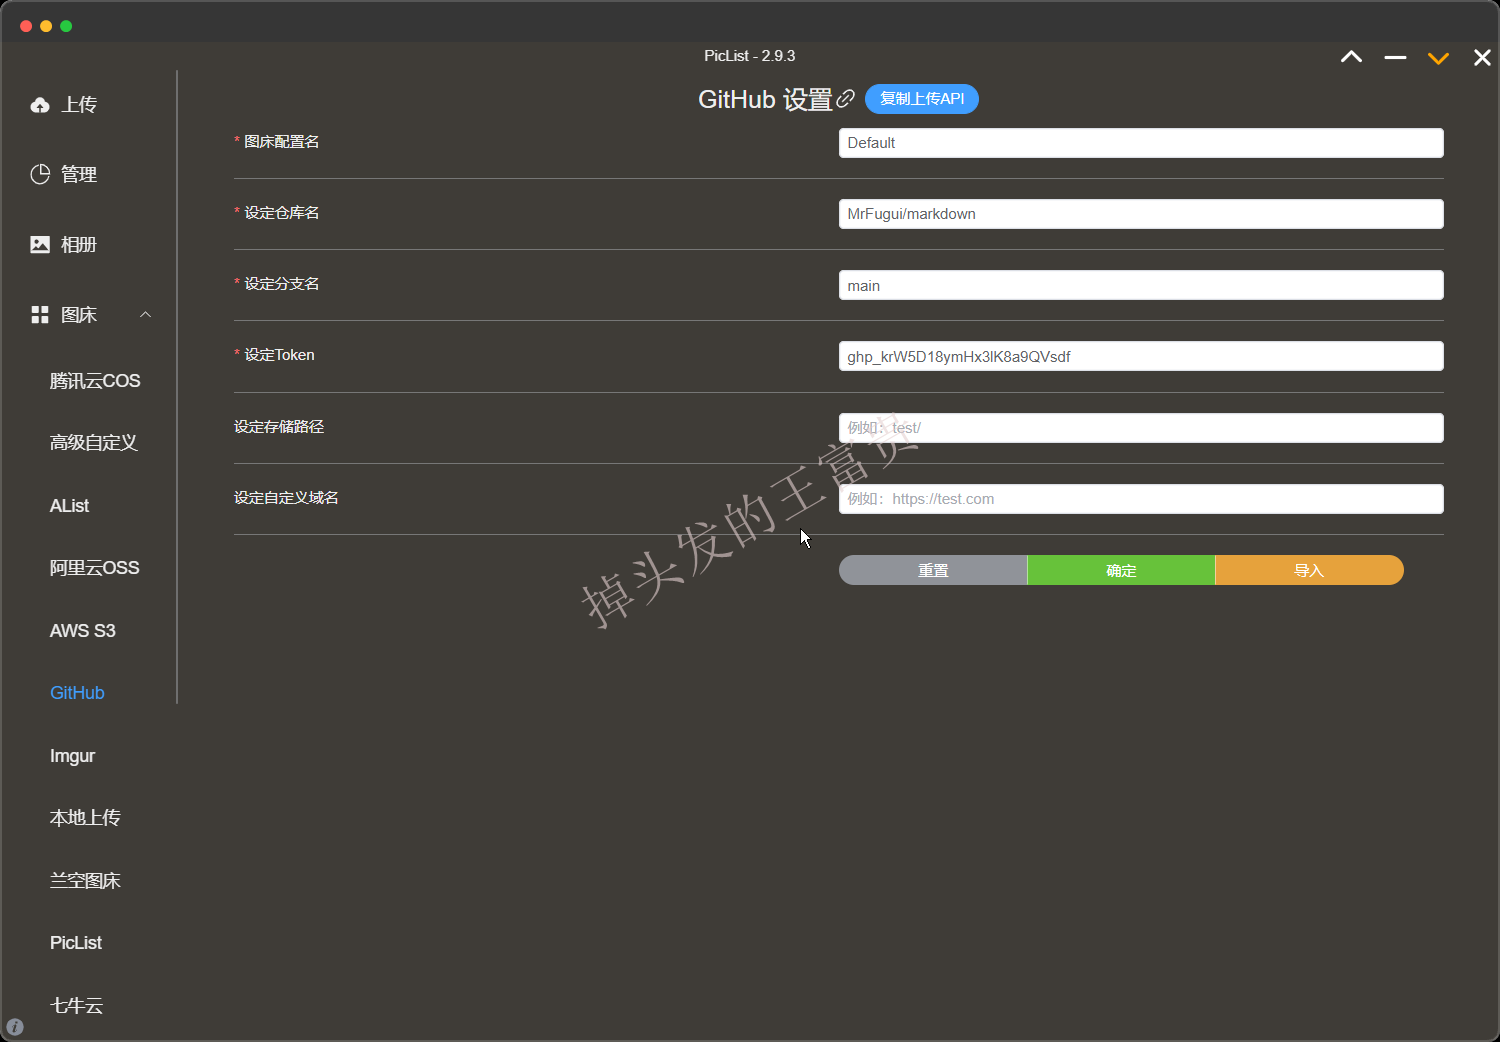 PicList - 2.9.3
上传
管理
相册
图床
腾讯云COS
高级自定义
AList
阿里云OSS
AWS S3
GitHub
Imgur
本地上传
兰空图床
PicList
七牛云
GitHub 设置
复制上传API
* 图床配置名
Default
* 设定仓库名
MrFugui/markdown
* 设定分支名
main
* 设定Token
ghp_krW5D18ymHx3lK8a9QVsdf
设定存储路径
例如：test/
设定自定义域名
例如：https://test.com
重置
确定
导入
掉头发的王富贵